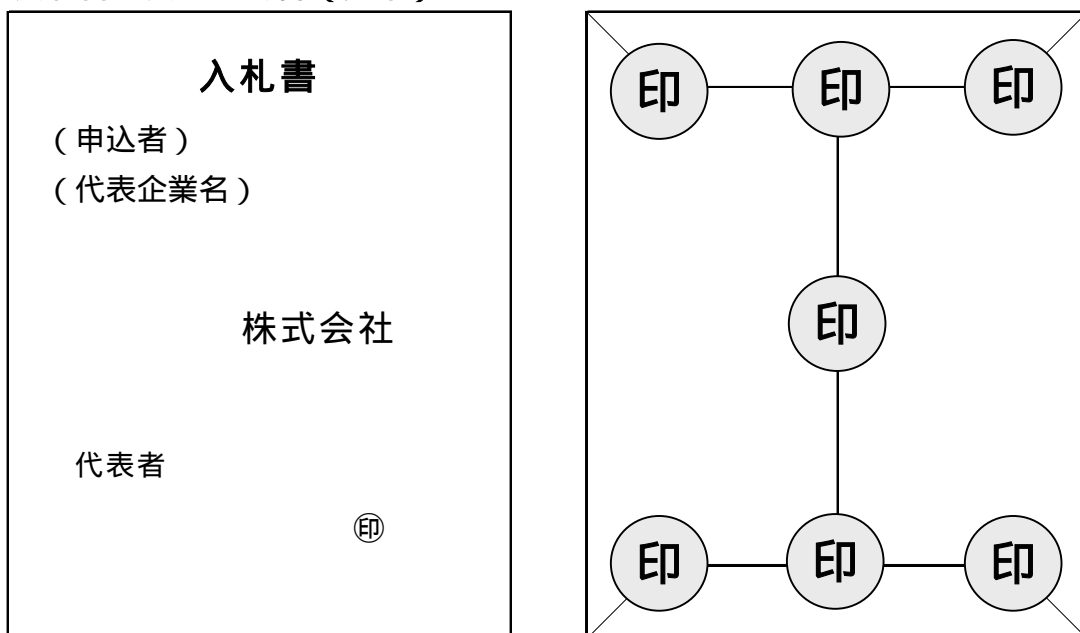 入札書
（申込者）
（代表企業名）
株式会社
代表者
㊞
印 印 印
印
印 印 印